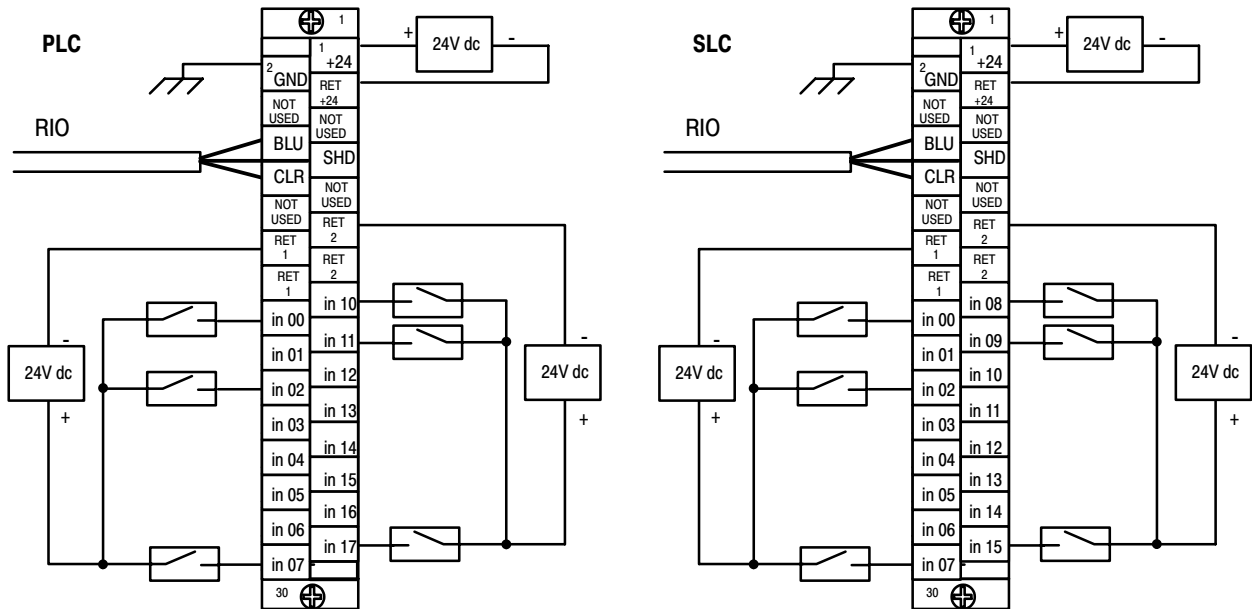 PLC
RIO
1
1
+24
24V dc
+
-
2
GND
RET
+24
NOT
USED
NOT
USED
BLU
SHD
CLR
NOT
USED
NOT
USED
RET
2
RET
1
RET
2
RET
1
in 10
in 00
in 11
in 01
in 12
in 02
in 13
in 03
in 14
in 04
in 15
in 05
in 16
in 06
in 17
in 07
30
-
24V dc
+
-
24V dc
+
SLC
RIO
1
1
+24
24V dc
+
-
2
GND
RET
+24
NOT
USED
NOT
USED
BLU
SHD
CLR
NOT
USED
NOT
USED
RET
2
RET
1
RET
2
RET
1
in 08
in 00
in 09
in 01
in 10
in 02
in 11
in 03
in 12
in 04
in 13
in 05
in 14
in 06
in 15
in 07
30
-
24V dc
+
-
24V dc
+